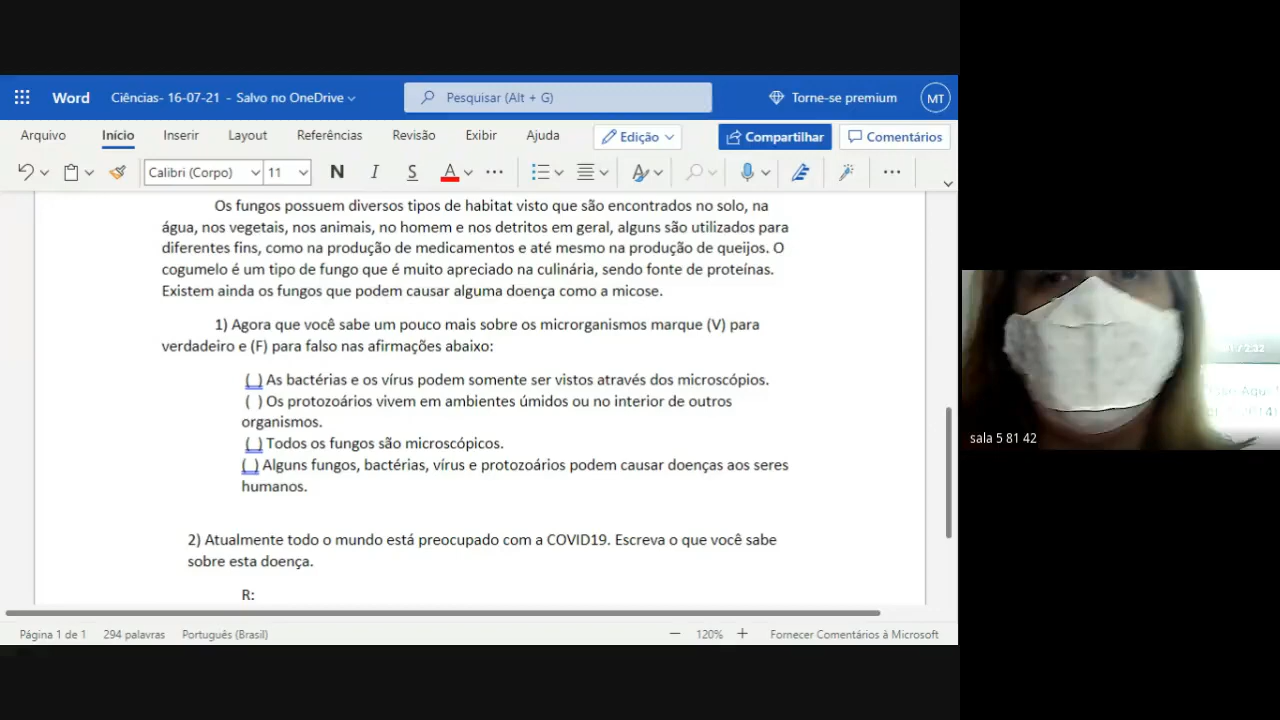 Word Ciências- 16-07-21 - Salvo no OneDrive Pesquisar (Alt + G) Torne-se premium MT
Arquivo Início Inserir Layout Referências Revisão Exibir Ajuda Edição Compartilhar Comentários
Calibri (Corpo) 11 N I S A
Os fungos possuem diversos tipos de habitat visto que são encontrados no solo, na
água, nos vegetais, nos animais, no homem e nos detritos em geral, alguns são utilizados para
diferentes fins, como na produção de medicamentos e até mesmo na produção de queijos. O
cogumelo é um tipo de fungo que é muito apreciado na culinária, sendo fonte de proteínas.
Existem ainda os fungos que podem causar alguma doença como a micose.
1) Agora que você sabe um pouco mais sobre os microrganismos marque (V) para
verdadeiro e (F) para falso nas afirmações abaixo:
( ) As bactérias e os vírus podem somente ser vistos através dos microscópios.
( ) Os protozoários vivem em ambientes úmidos ou no interior de outros
organismos.
( ) Todos os fungos são microscópicos.
( ) Alguns fungos, bactérias, vírus e protozoários podem causar doenças aos seres
humanos.
2) Atualmente todo o mundo está preocupado com a COVID19. Escreva o que você sabe
sobre esta doença.
R:
Página 1 de 1 294 palavras Português (Brasil) 120% Fornecer Comentários à Microsoft
sala 5 81 42